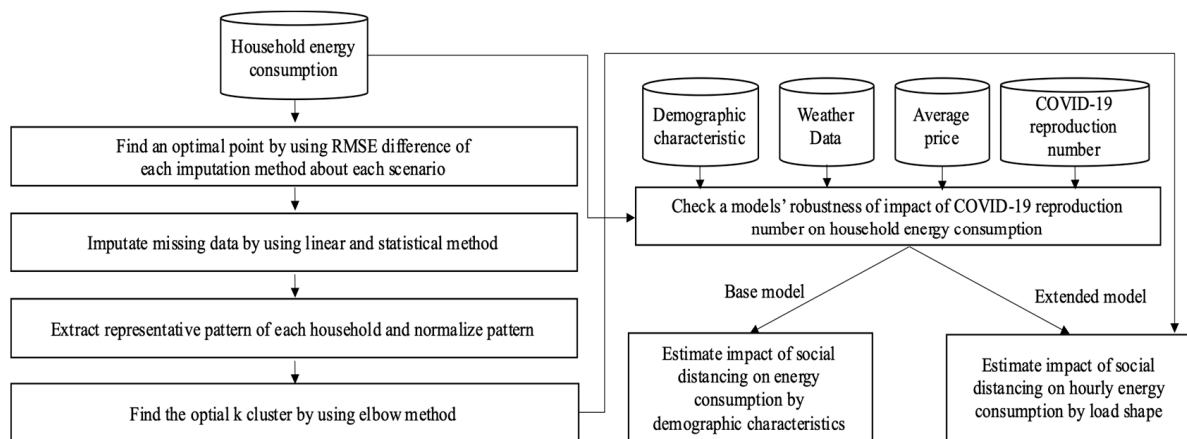 Household energy
consumption
Find an optimal point by using RMSE difference of
each imputation method about each scenario
Imputate missing data by using linear and statistical method
Extract representative pattern of each household and normalize pattern
Find the optial k cluster by using elbow method
Demographic
characteristic
Weather
Data
Average
price
COVID-19
reproduction
number
Check a models' robustness of impact of COVID-19 reproduction
number on household energy consumption
Base model
Extended model
Estimate impact of social
distancing on energy
consumption by
demographic characteristics
Estimate impact of social
distancing on hourly energy
consumption by load shape